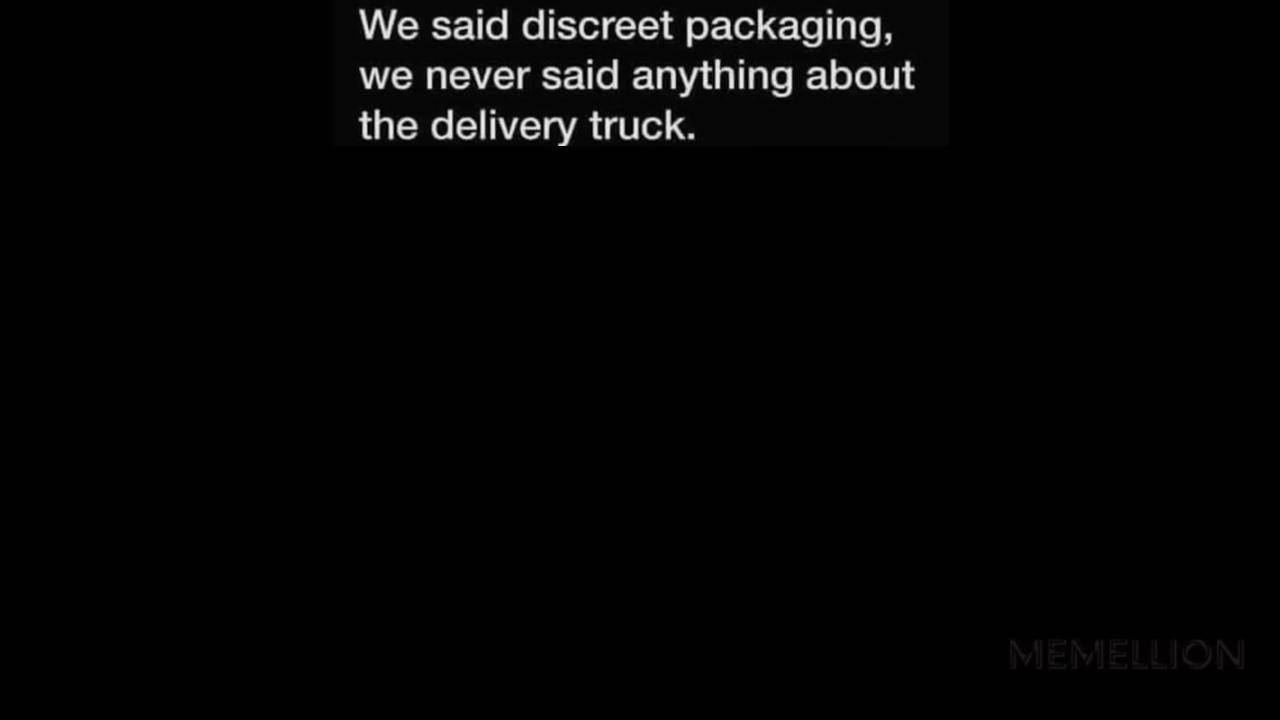 We said discreet packaging,
we never said anything about
the delivery truck.
MEMELLION